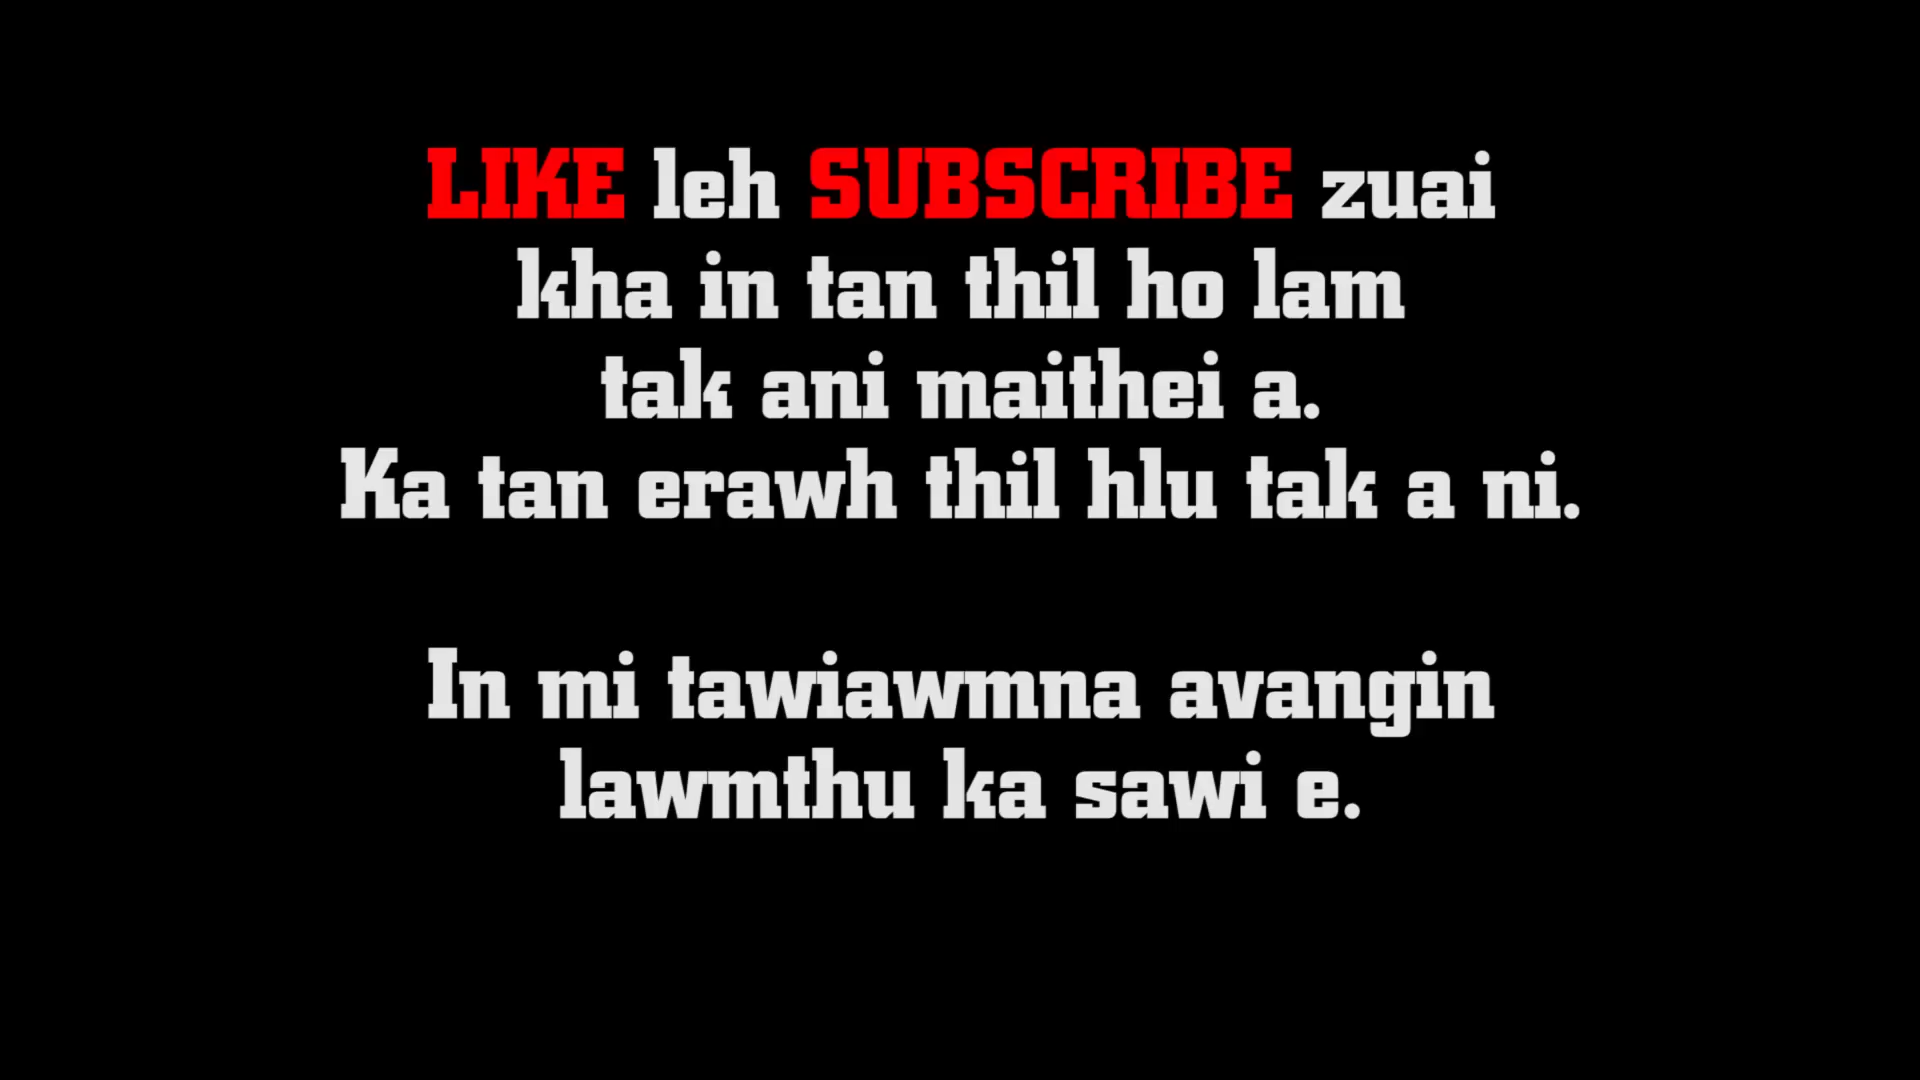 LIKE leh SUBSCRIBE zuai
kha in tan thil ho lam
tak ani maithei a.
Ka tan erawh thil hlu tak a ni.
In mi tawiawmna avangin
lawmthu ka sawi e.